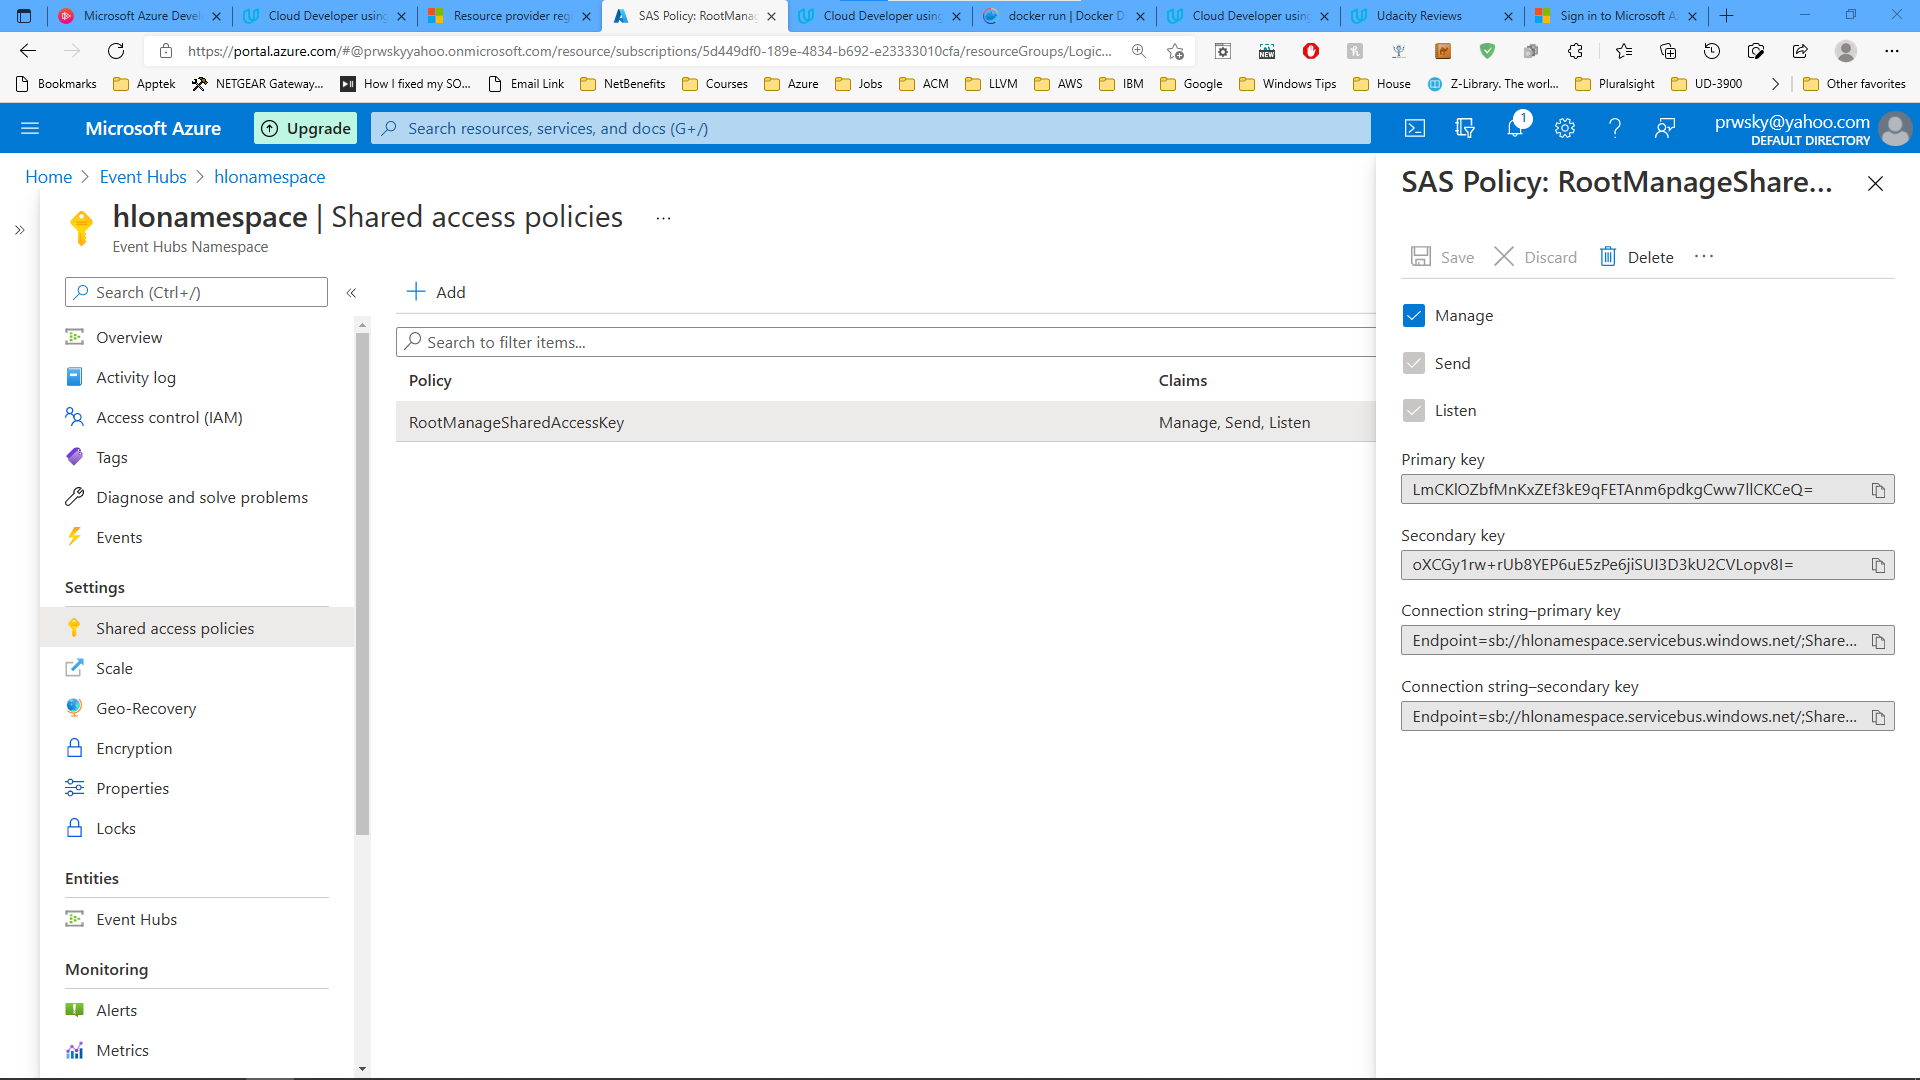 Microsoft Azure Devel
Cloud Developer using
Resource provider reg
SAS Policy: RootManag
Cloud Developer using
docker run | Docker D
Cloud Developer using
Udacity Reviews
Sign in to Microsoft A
https://portal.azure.com/#@prwskyyahoo.onmicrosoft.com/resource/subscriptions/5d449df0-189e-4834-b692-e23333010cfa/resourceGroups/Logic...
NEW
Bookmarks
Apptek
NETGEAR Gateway...
How I fixed my SO...
Email Link
NetBenefits
Courses
Azure
Jobs
ACM
LLVM
AWS
IBM
Google
Windows Tips
House
Z-Library. The worl...
Pluralsight
UD-3900
Other favorites
Microsoft Azure
Upgrade
Search resources, services, and docs (G+/)
1
prwsky@yahoo.com
DEFAULT DIRECTORY
Home > Event Hubs > hlonamespace
hlonamespace | Shared access policies ...
Event Hubs Namespace
Search (Ctrl+/)
Overview
Activity log
Access control (IAM)
Tags
Diagnose and solve problems
Events
Settings
Shared access policies
Scale
Geo-Recovery
Encryption
Properties
Locks
Entities
Event Hubs
Monitoring
Alerts
Metrics
Add
Search to filter items...
Policy Claims
RootManageSharedAccessKey Manage, Send, Listen
SAS Policy: RootManageShare...
Save Discard Delete ...
Manage
Send
Listen
Primary key
LmCKlOZbfMnKxZEf3kE9qFETAnm6pdkgCww7llCKCeQ=
Secondary key
oXCGy1rw+rUb8YEP6uE5zPe6jiSUI3D3kU2CVLopv8I=
Connection string–primary key
Endpoint=sb://hlonamespace.servicebus.windows.net/;Share...
Connection string–secondary key
Endpoint=sb://hlonamespace.servicebus.windows.net/;Share...